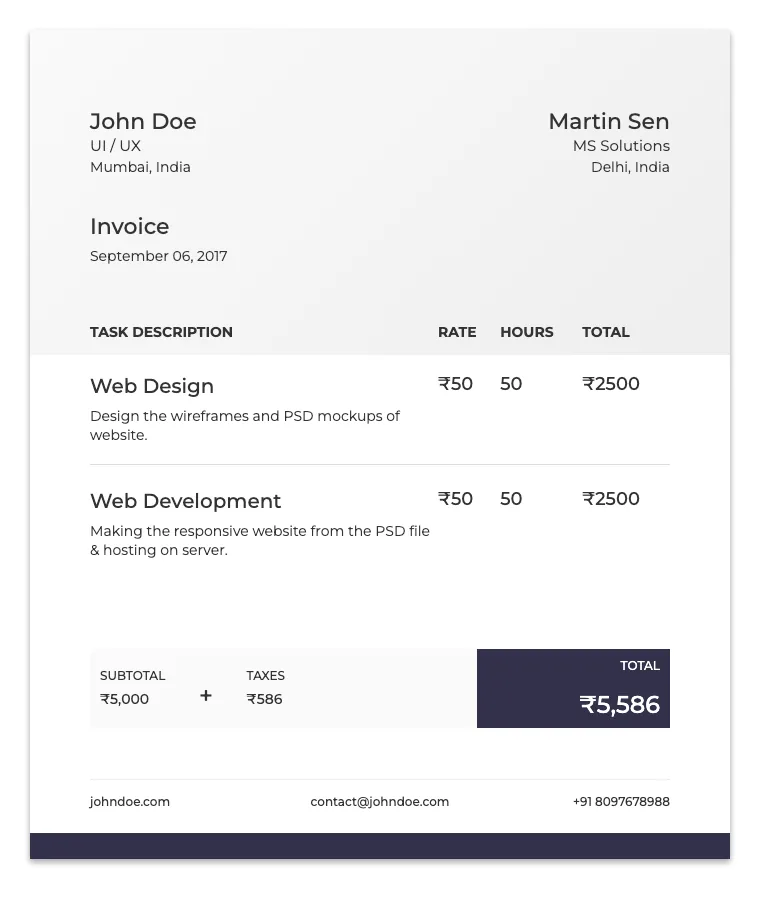 John Doe
UI / UX
Mumbai, India
Martin Sen
MS Solutions
Delhi, India
Invoice
September 06, 2017
TASK DESCRIPTION RATE HOURS TOTAL
Web Design ₹50 50 ₹2500
Design the wireframes and PSD mockups of
website.
Web Development ₹50 50 ₹2500
Making the responsive website from the PSD file
& hosting on server.
SUBTOTAL
₹5,000
+
TAXES
₹586
TOTAL
₹5,586
johndoe.com contact@johndoe.com +91 8097678988